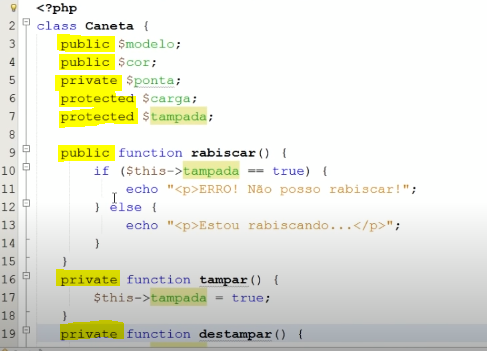 <?php
2 class Caneta {
3 public $modelo;
4 public $cor;
5 private $ponta;
6 protected $carga;
7 protected $tampada;
8
9 public function rabiscar() {
10 if ($this->tampada == true) {
11 echo "<p>ERRO! Não posso rabiscar!";
12 } else {
13 echo "<p>Estou rabiscando...</p>";
14 }
15 }
16 private function tampar() {
17 $this->tampada = true;
18 }
19 private function destampar() {